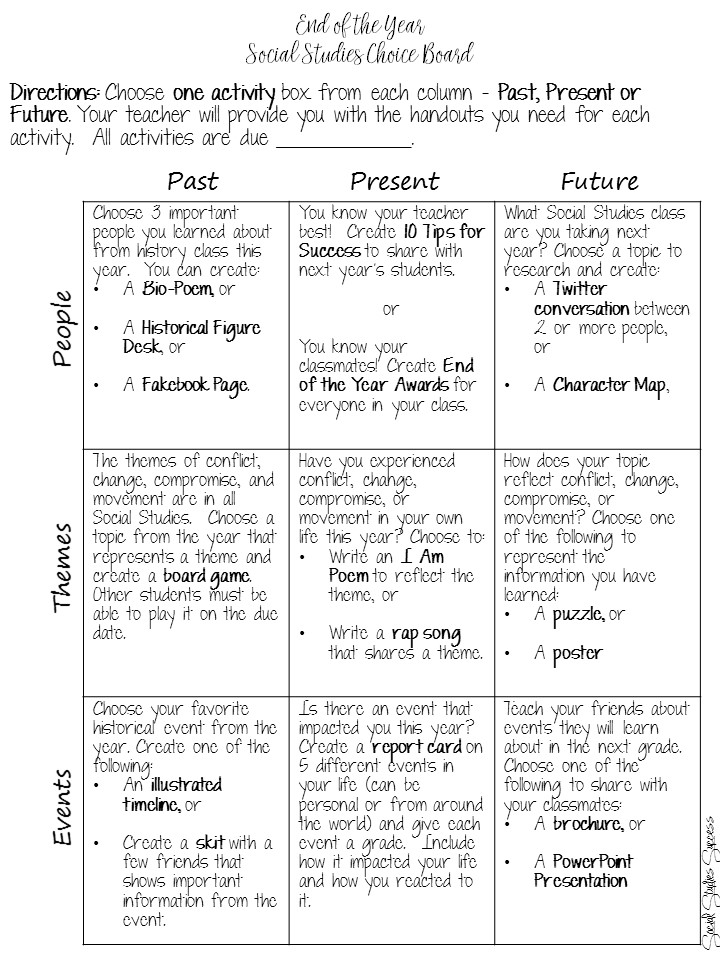 End of the Year
Social Studies Choice Board
Directions: Choose one activity box from each column - Past, Present or
Future. Your teacher will provide you with the handouts you need for each
activity. All activities are due _______________.
Past Present Future
People
Choose 3 important
people you learned about
from history class this
year. You can create:
• A Bio-Poem, or
• A Historical Figure
Desk, or
• A Fakebook Page.
You know your teacher
best! Create 10 Tips for
Success to share with
next year's students.
or
You know your
classmates! Create End
of the Year Awards for
everyone in your class.
What Social Studies class
are you taking next
year? Choose a topic to
research and create:
• A Twitter
conversation between
2 or more people,
or
• A Character Map,
Themes
The themes of conflict,
change, compromise, and
movement are in all
Social Studies. Choose a
topic from the year that
represents a theme and
create a board game.
Other students must be
able to play it on the due
date.
Have you experienced
conflict, change,
compromise, or
movement in your own
life this year? Choose to:
• Write an I Am
Poem to reflect the
theme, or
• Write a rap song
that shares a theme.
How does your topic
reflect conflict, change,
compromise, or
movement? Choose one
of the following to
represent the
information you have
learned:
• A puzzle, or
• A poster
Events
Choose your favorite
historical event from the
year. Create one of the
following:
• An illustrated
timeline, or
• Create a skit with a
few friends that
shows important
information from the
event.
Is there an event that
impacted you this year?
Create a report card on
5 different events in
your life (can be
personal or from around
the world) and give each
event a grade. Include
how it impacted your life
and how you reacted to
it.
Teach your friends about
events they will learn
about in the next grade.
Choose one of the
following to share with
your classmates:
• A brochure, or
• A PowerPoint
Presentation
Social Studies Success